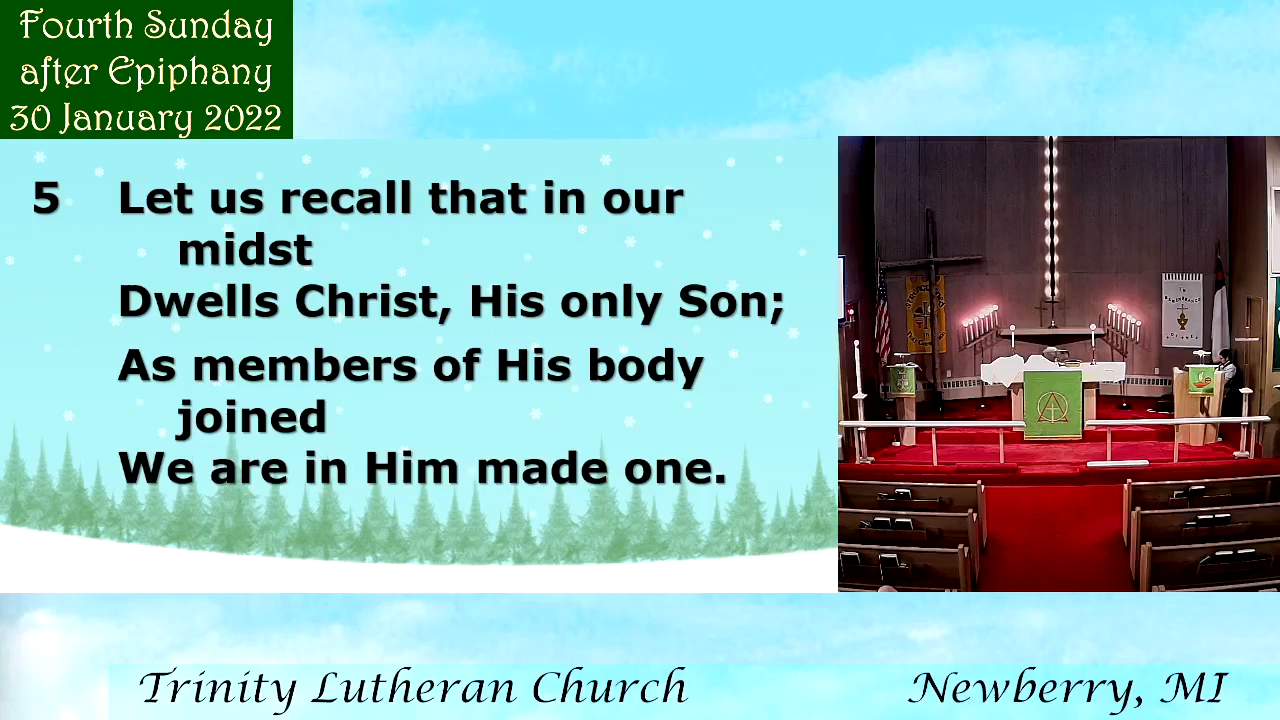 Fourth Sunday
after Epiphany
30 January 2022
5 Let us recall that in our
midst
Dwells Christ, His only Son;
As members of His body
joined
We are in Him made one.
Trinity Lutheran Church
Newberry, MI